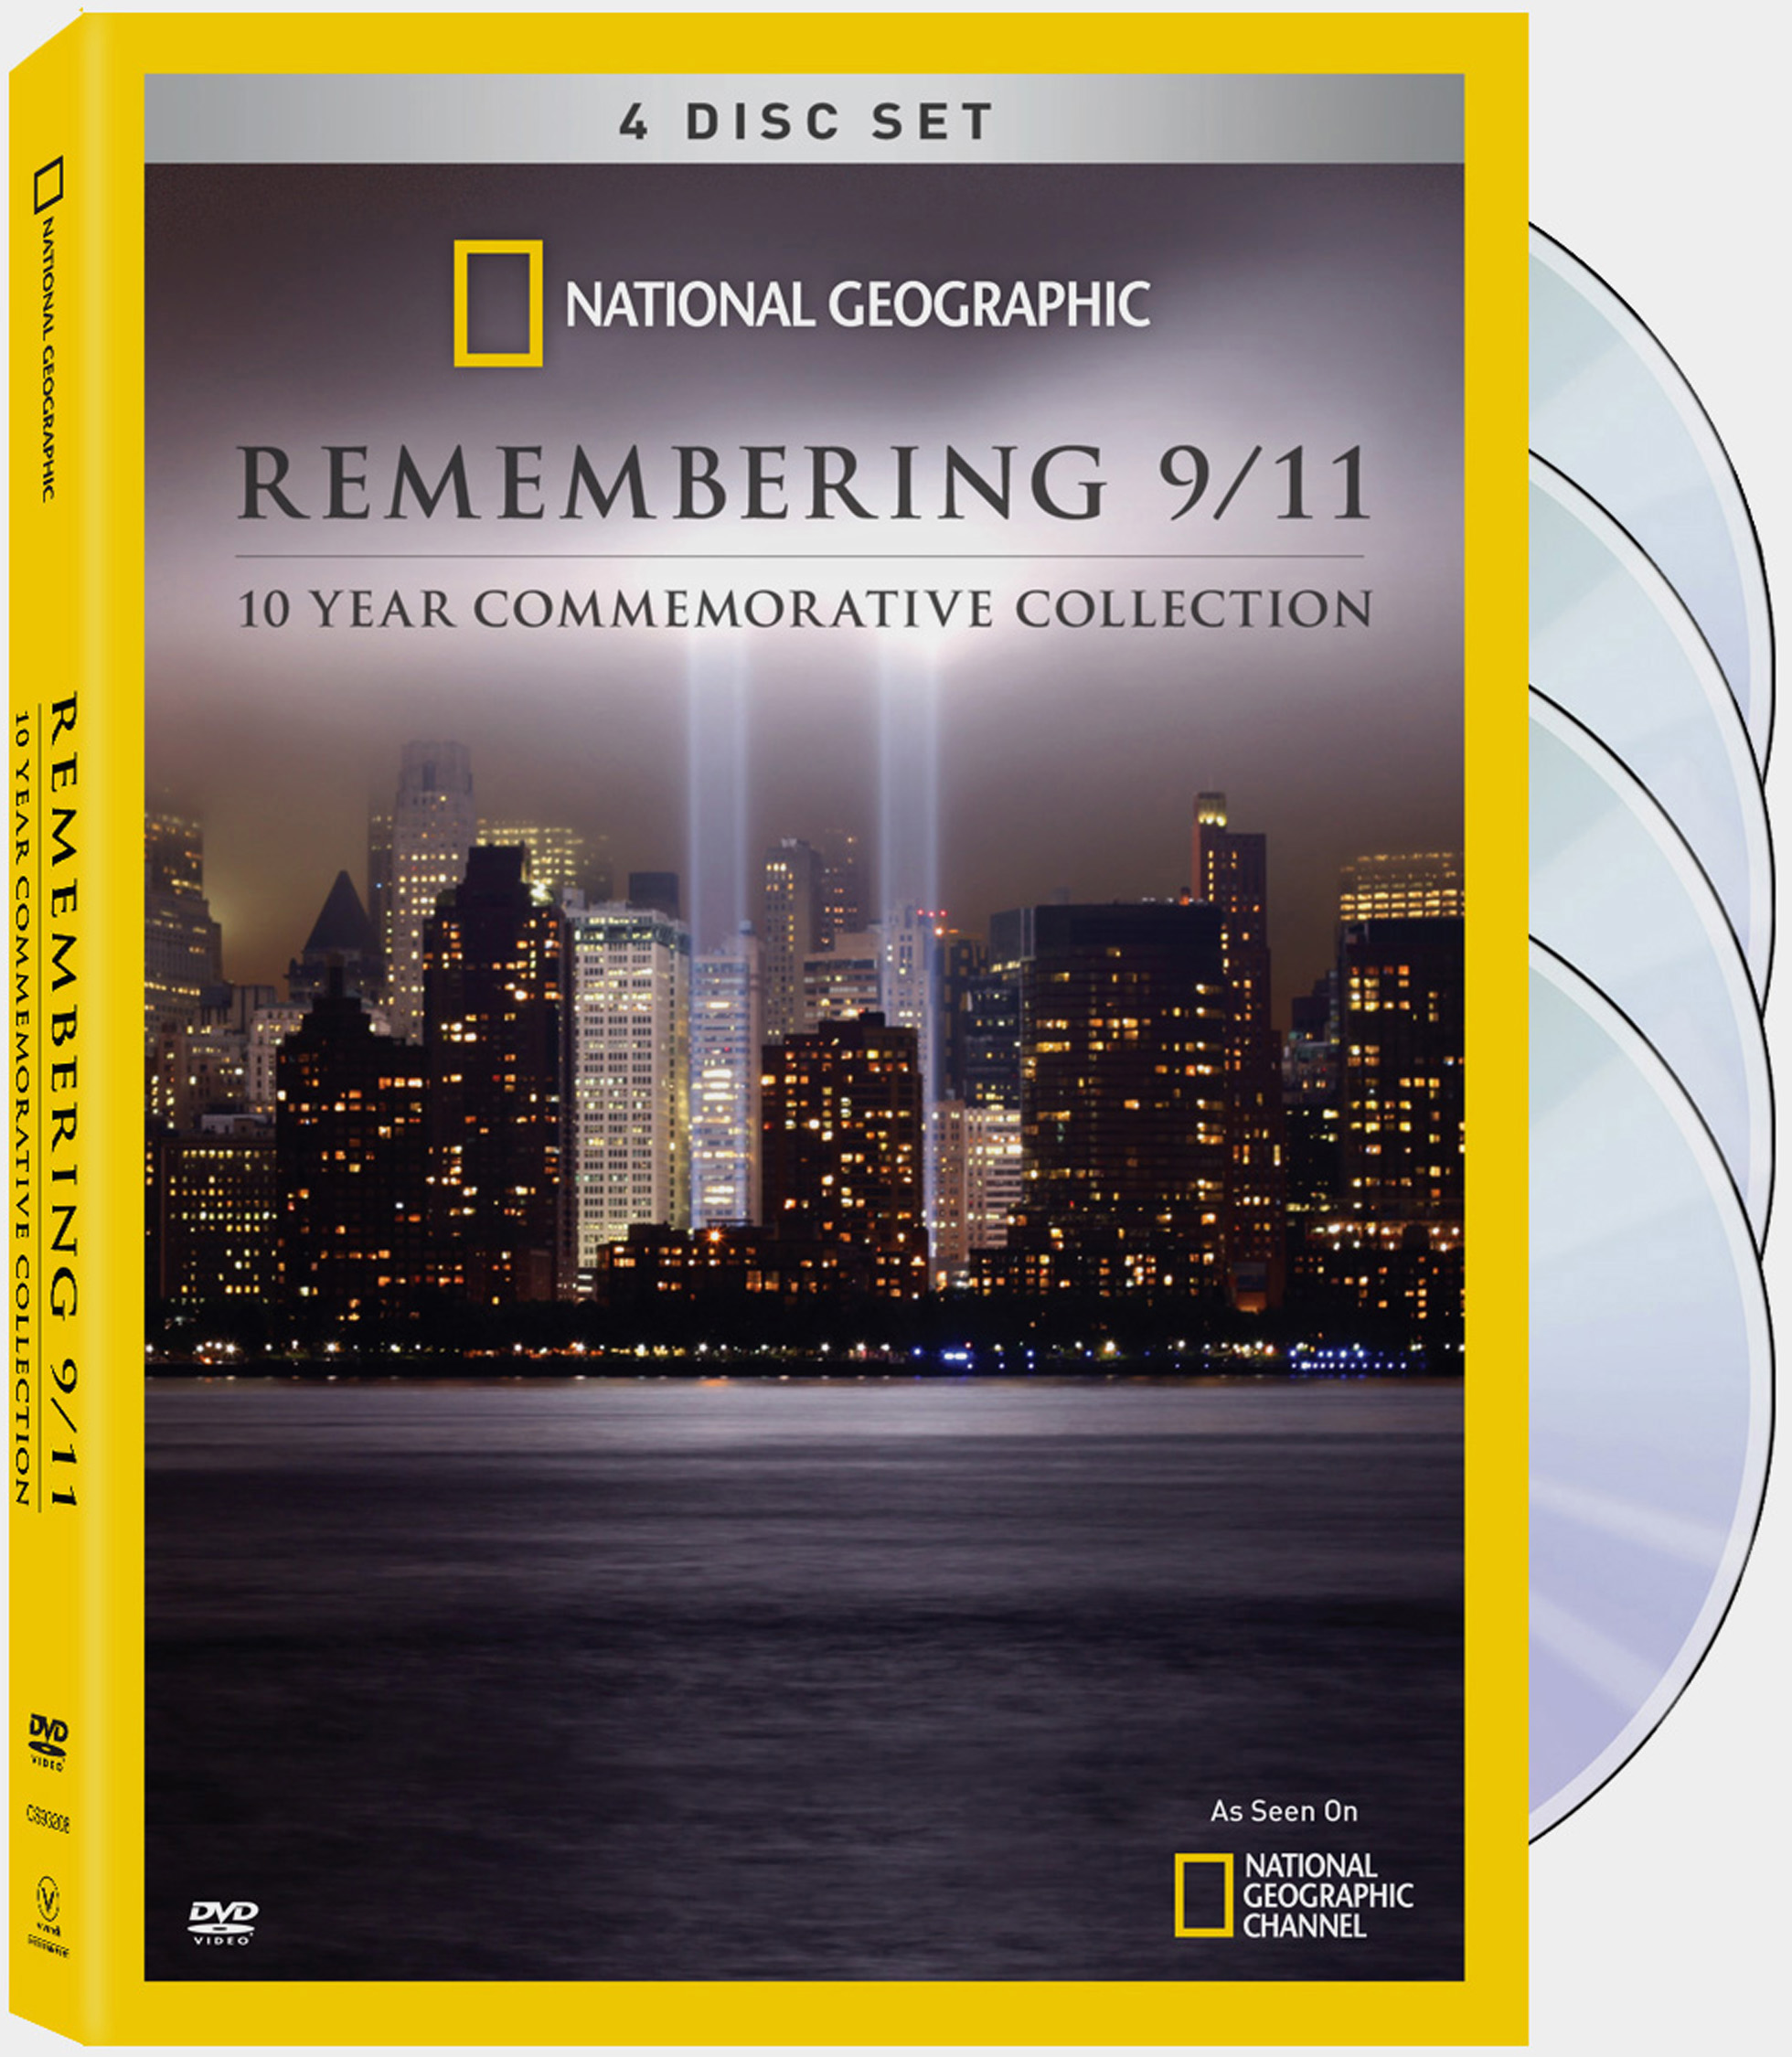 4 DISC SET
NATIONAL GEOGRAPHIC
REMEMBERING 9/11
10 YEAR COMMEMORATIVE COLLECTION
As Seen On
NATIONAL
GEOGRAPHIC
CHANNEL
DVD
VIDEO
NATIONAL GEOGRAPHIC
REMEMBERING 9/11
10 YEAR COMMEMORATIVE COLLECTION
DVD
VIDEO